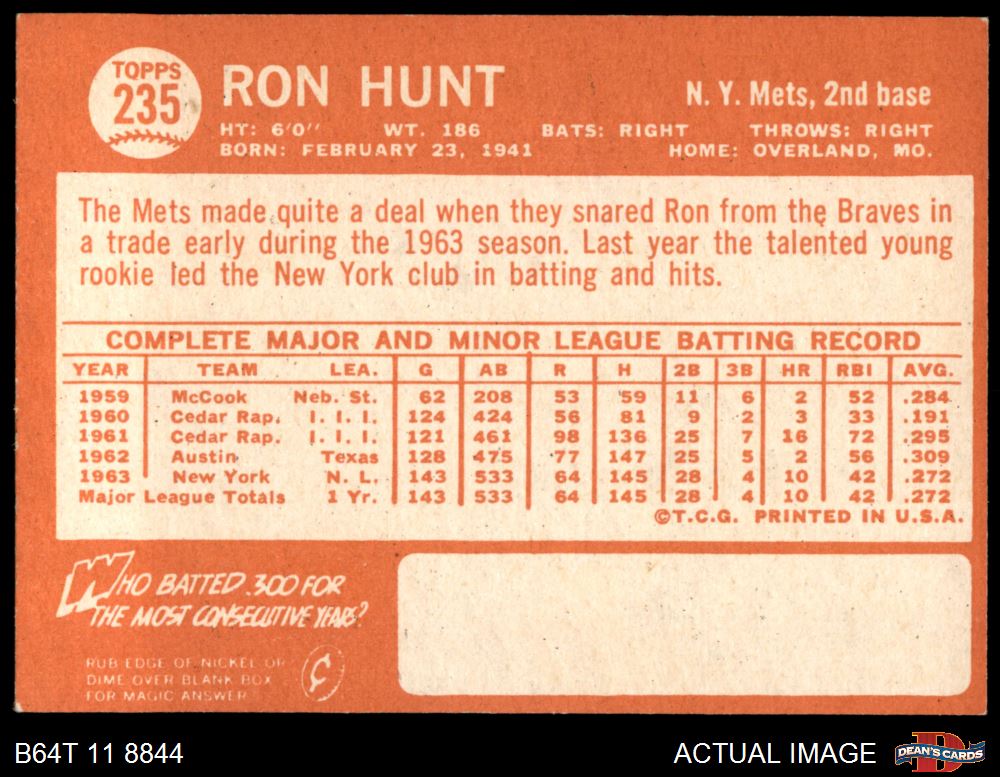 TOPPS
235
RON HUNT
N. Y. Mets, 2nd base
HT: 6'0" WT. 186 BATS: RIGHT THROWS: RIGHT
BORN: FEBRUARY 23, 1941 HOME: OVERLAND, MO.
The Mets made quite a deal when they snared Ron from the Braves in
a trade early during the 1963 season. Last year the talented young
rookie led the New York club in batting and hits.
COMPLETE MAJOR AND MINOR LEAGUE BATTING RECORD
YEAR TEAM LEA. G AB R H 2B 3B HR RBI AVG.
1959 McCook Neb. St. 62 208 53 59 11 6 2 52 .284
1960 Cedar Rap. I. I. I. 124 424 56 81 9 2 3 33 .191
1961 Cedar Rap. I. I. I. 121 461 98 136 25 7 16 72 .295
1962 Austin Texas 128 475 77 147 25 5 2 56 .309
1963 New York N. L. 143 533 64 145 28 4 10 42 .272
Major League Totals 1 Yr. 143 533 64 145 28 4 10 42 .272
©T.C.G. PRINTED IN U.S.A.
WHO BATTED .300 FOR
THE MOST CONSECUTIVE YEARS?
RUB EDGE OF NICKEL OR
DIME OVER BLANK BOX
FOR MAGIC ANSWER
¢
B64T 11 8844
ACTUAL IMAGE
D
DEAN'S CARDS